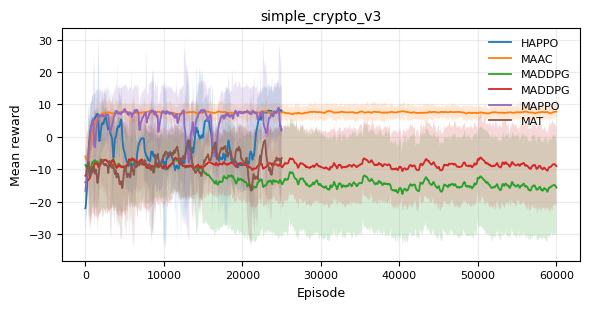 simple_crypto_v3
Mean reward
30
20
10
0
−10
−20
−30
0
10000
20000
30000
40000
50000
60000
Episode
HAPPO
MAAC
MADDPG
MADDPG
MAPPO
MAT